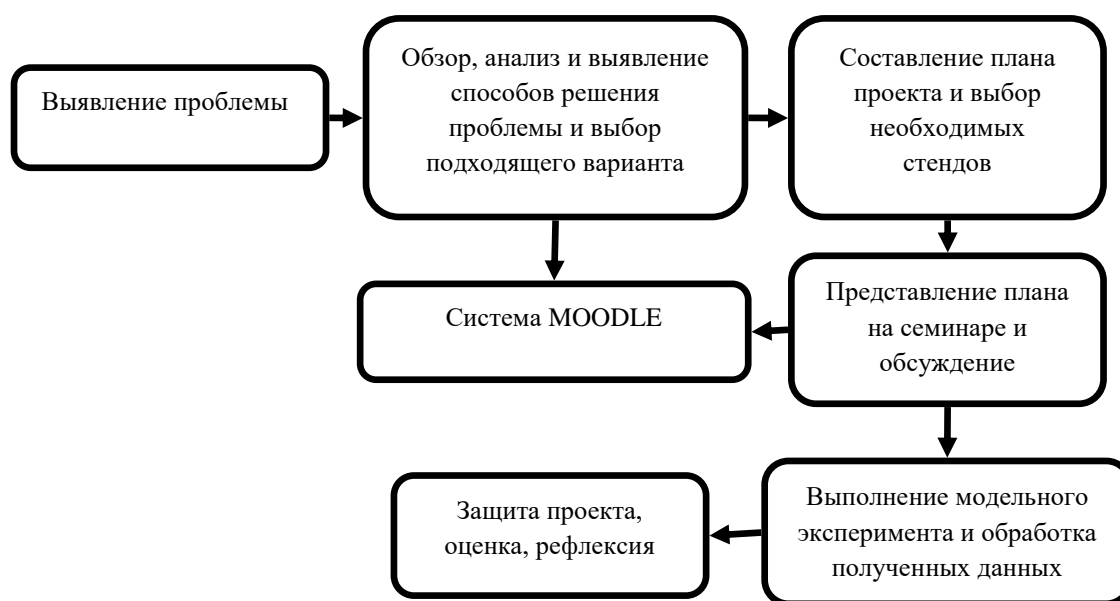 Выявление проблемы
Обзор, анализ и выявление
способов решения
проблемы и выбор
подходящего варианта
Составление плана
проекта и выбор
необходимых
стендов
Система MOODLE
Представление плана
на семинаре и
обсуждение
Защита проекта,
оценка, рефлексия
Выполнение модельного
эксперимента и обработка
полученных данных